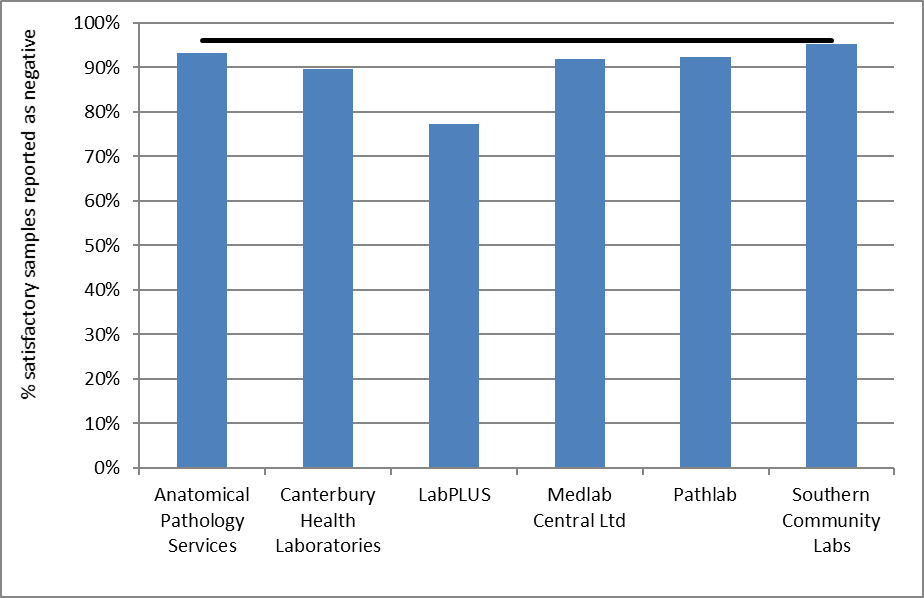 % satisfactory samples reported as negative
100%
90%
80%
70%
60%
50%
40%
30%
20%
10%
0%
Anatomical
Pathology
Services
Canterbury
Health
Laboratories
LabPLUS
Medlab
Central Ltd
Pathlab
Southern
Community
Labs